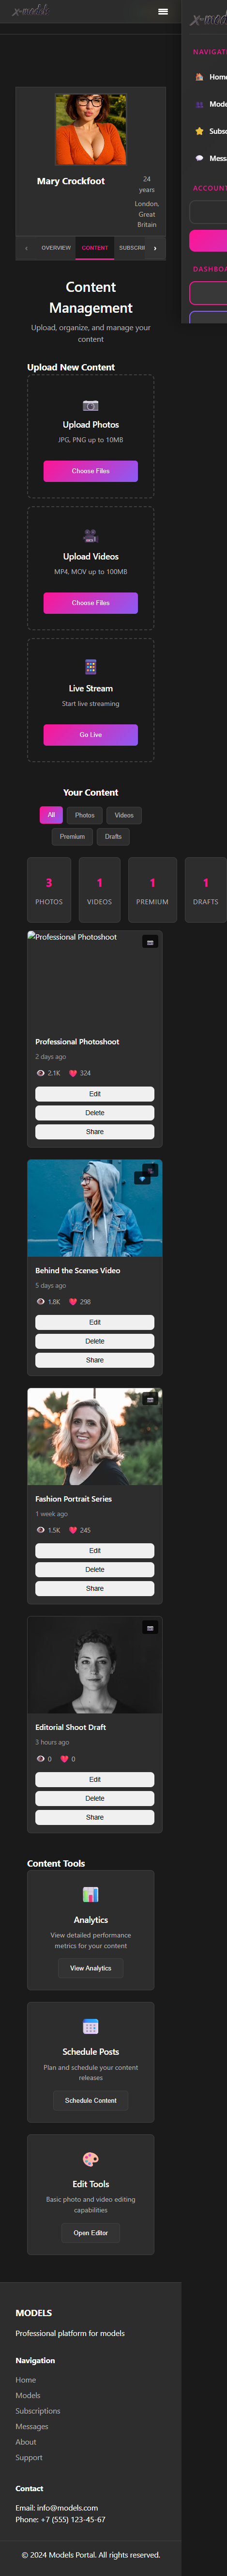 x-models
x-mode
NAVIGAT
Home
Mode
Subsc
Mess
ACCOUNT
DASHBOA
Mary Crockfoot
24
years
London,
Great
Britain
‹
OVERVIEW
CONTENT
SUBSCRI
›
Content
Management
Upload, organize, and manage your
content
Upload New Content
Upload Photos
JPG, PNG up to 10MB
Choose Files
Upload Videos
MP4, MOV up to 100MB
Choose Files
Live Stream
Start live streaming
Go Live
Your Content
All
Photos
Videos
Premium
Drafts
3
PHOTOS
1
VIDEOS
1
PREMIUM
1
DRAFTS
Professional Photoshoot
Professional Photoshoot
2 days ago
2.1K
324
Edit
Delete
Share
Behind the Scenes Video
5 days ago
1.8K
298
Edit
Delete
Share
Fashion Portrait Series
1 week ago
1.5K
245
Edit
Delete
Share
Editorial Shoot Draft
3 hours ago
0
0
Edit
Delete
Share
Content Tools
Analytics
View detailed performance
metrics for your content
View Analytics
Schedule Posts
Plan and schedule your content
releases
Schedule Content
Edit Tools
Basic photo and video editing
capabilities
Open Editor
MODELS
Professional platform for models
Navigation
Home
Models
Subscriptions
Messages
About
Support
Contact
Email: info@models.com
Phone: +7 (555) 123-45-67
© 2024 Models Portal. All rights reserved.